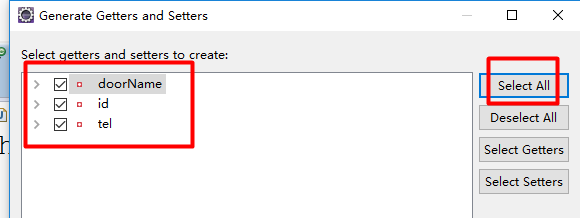 Generate Getters and Setters
Select getters and setters to create:
doorName
id
tel
Select All
Deselect All
Select Getters
Select Setters